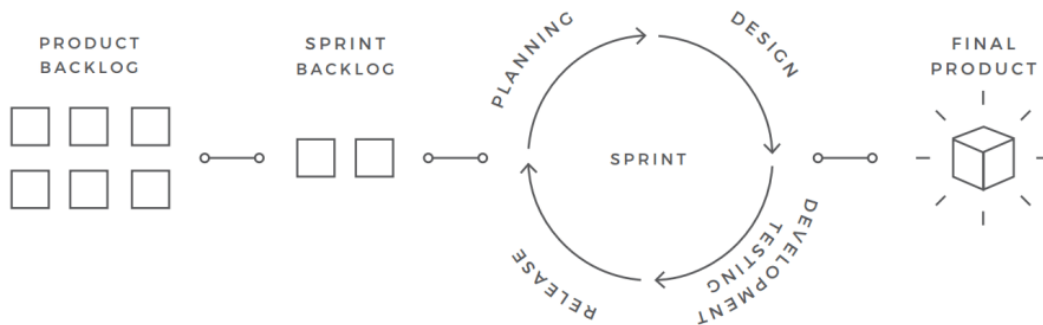 PRODUCT
BACKLOG
SPRINT
BACKLOG
PLANNING
DESIGN
SPRINT
DEVELOPMENT
TESTING
RELEASE
FINAL
PRODUCT